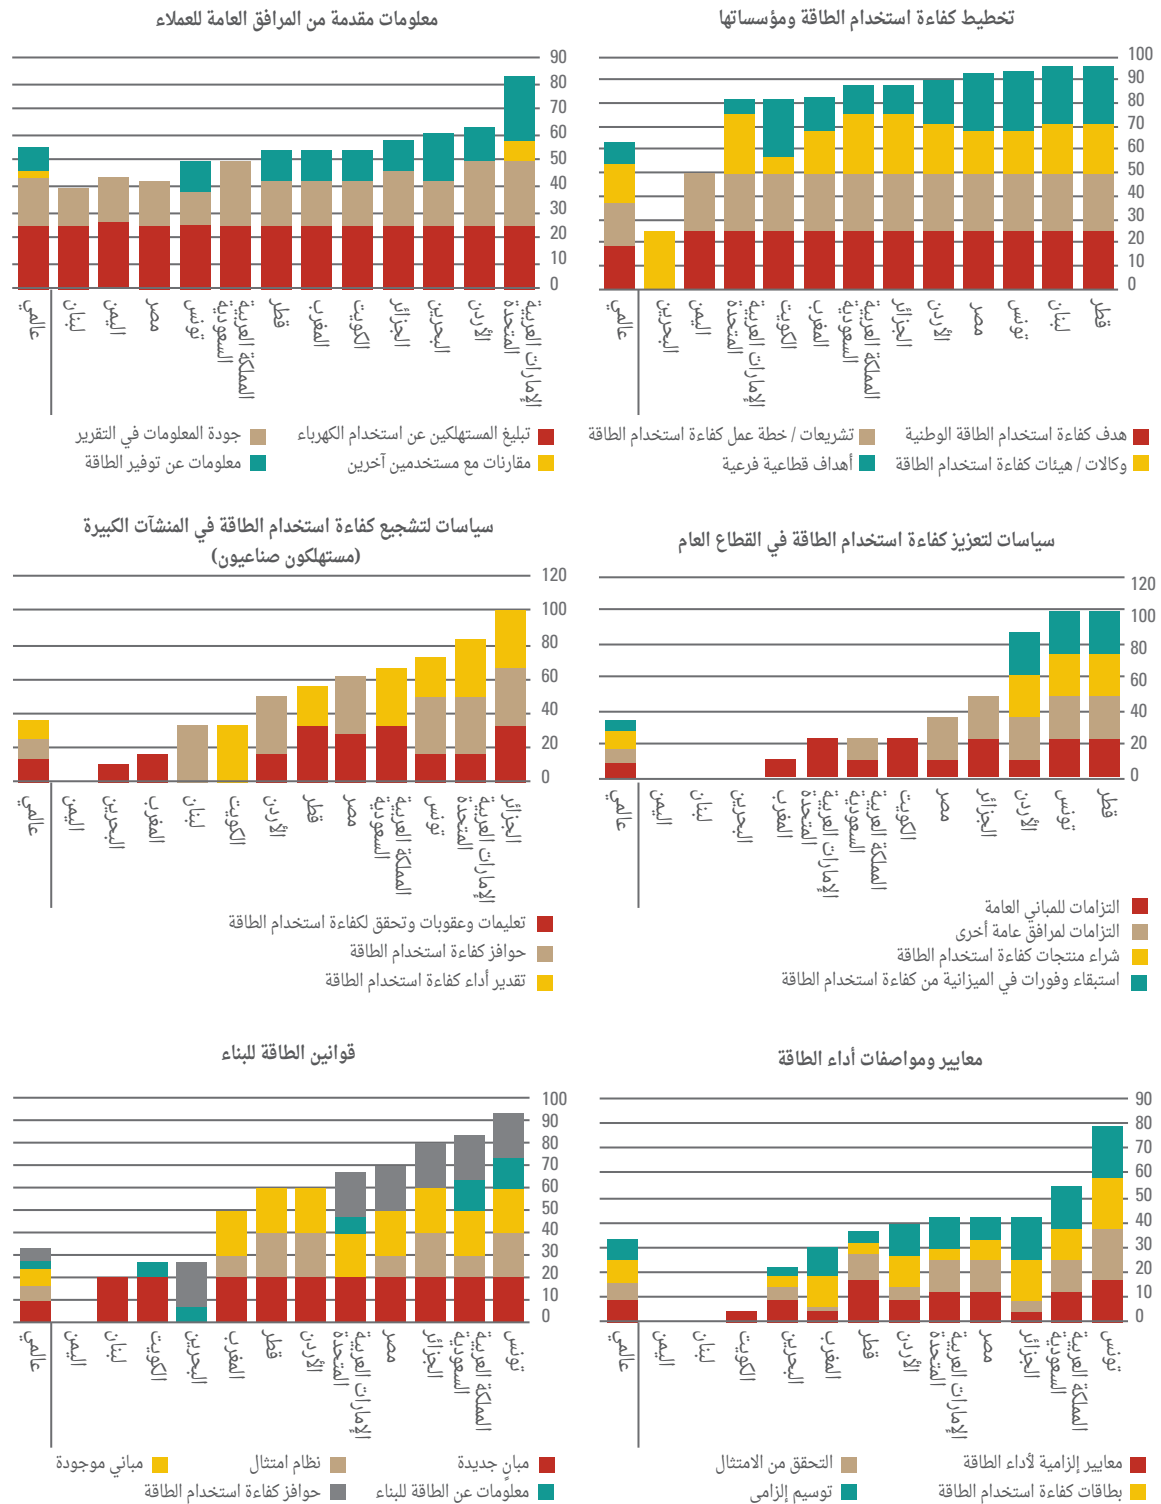 تخطيط كفاءة استخدام الطاقة ومؤسساتها
100
90
80
70
60
50
40
30
20
10
0
قطر
لبنان
تونس
مصر
الأردن
الجزائر
المملكة العربية
السعودية
المغرب
الكويت
الإمارات العربية
المتحدة
اليمن
البحرين
عالمي
هدف كفاءة استخدام الطاقة الوطنية
تشريعات / خطة عمل كفاءة استخدام الطاقة
وكالات / هيئات كفاءة استخدام الطاقة
أهداف قطاعية فرعية
معلومات مقدمة من المرافق العامة للعملاء
90
80
70
60
50
40
30
20
10
0
الإمارات العربية
المتحدة
الأردن
البحرين
الجزائر
الكويت
المغرب
قطر
المملكة العربية
السعودية
تونس
مصر
اليمن
لبنان
عالمي
تبليغ المستهلكين عن استخدام الكهرباء
جودة المعلومات في التقرير
مقارنات مع مستخدمين آخرين
معلومات عن توفير الطاقة
سياسات لتعزيز كفاءة استخدام الطاقة في القطاع العام
120
100
80
60
40
20
0
قطر
تونس
الأردن
الجزائر
مصر
الكويت
المملكة العربية
السعودية
الإمارات العربية
المتحدة
المغرب
البحرين
لبنان
اليمن
عالمي
التزامات للمباني العامة
التزامات لمرافق عامة أخرى
شراء منتجات كفاءة استخدام الطاقة
استبقاء وفورات في الميزانية من كفاءة استخدام الطاقة
سياسات لتشجيع كفاءة استخدام الطاقة في المنشآت الكبيرة
(مستهلكون صناعيون)
120
100
80
60
40
20
0
الجزائر
الإمارات العربية
المتحدة
تونس
المملكة العربية
السعودية
مصر
قطر
الأردن
الكويت
لبنان
المغرب
البحرين
اليمن
عالمي
تعليمات وعقوبات وتحقق لكفاءة استخدام الطاقة
حوافز كفاءة استخدام الطاقة
تقدير أداء كفاءة استخدام الطاقة
معايير ومواصفات أداء الطاقة
90
80
70
60
50
40
30
20
10
0
تونس
المملكة العربية
السعودية
الجزائر
مصر
الإمارات العربية
المتحدة
الأردن
قطر
المغرب
البحرين
الكويت
لبنان
اليمن
عالمي
معايير إلزامية لأداء الطاقة
التحقق من الامتثال
بطاقات كفاءة استخدام الطاقة
توسيم إلزامي
قوانين الطاقة للبناء
100
90
80
70
60
50
40
30
20
10
0
تونس
المملكة العربية
السعودية
الجزائر
مصر
الإمارات العربية
المتحدة
الأردن
قطر
المغرب
البحرين
الكويت
لبنان
اليمن
عالمي
مبانٍ جديدة
نظام امتثال
مباني موجودة
معلومات عن الطاقة للبناء
حوافز كفاءة استخدام الطاقة